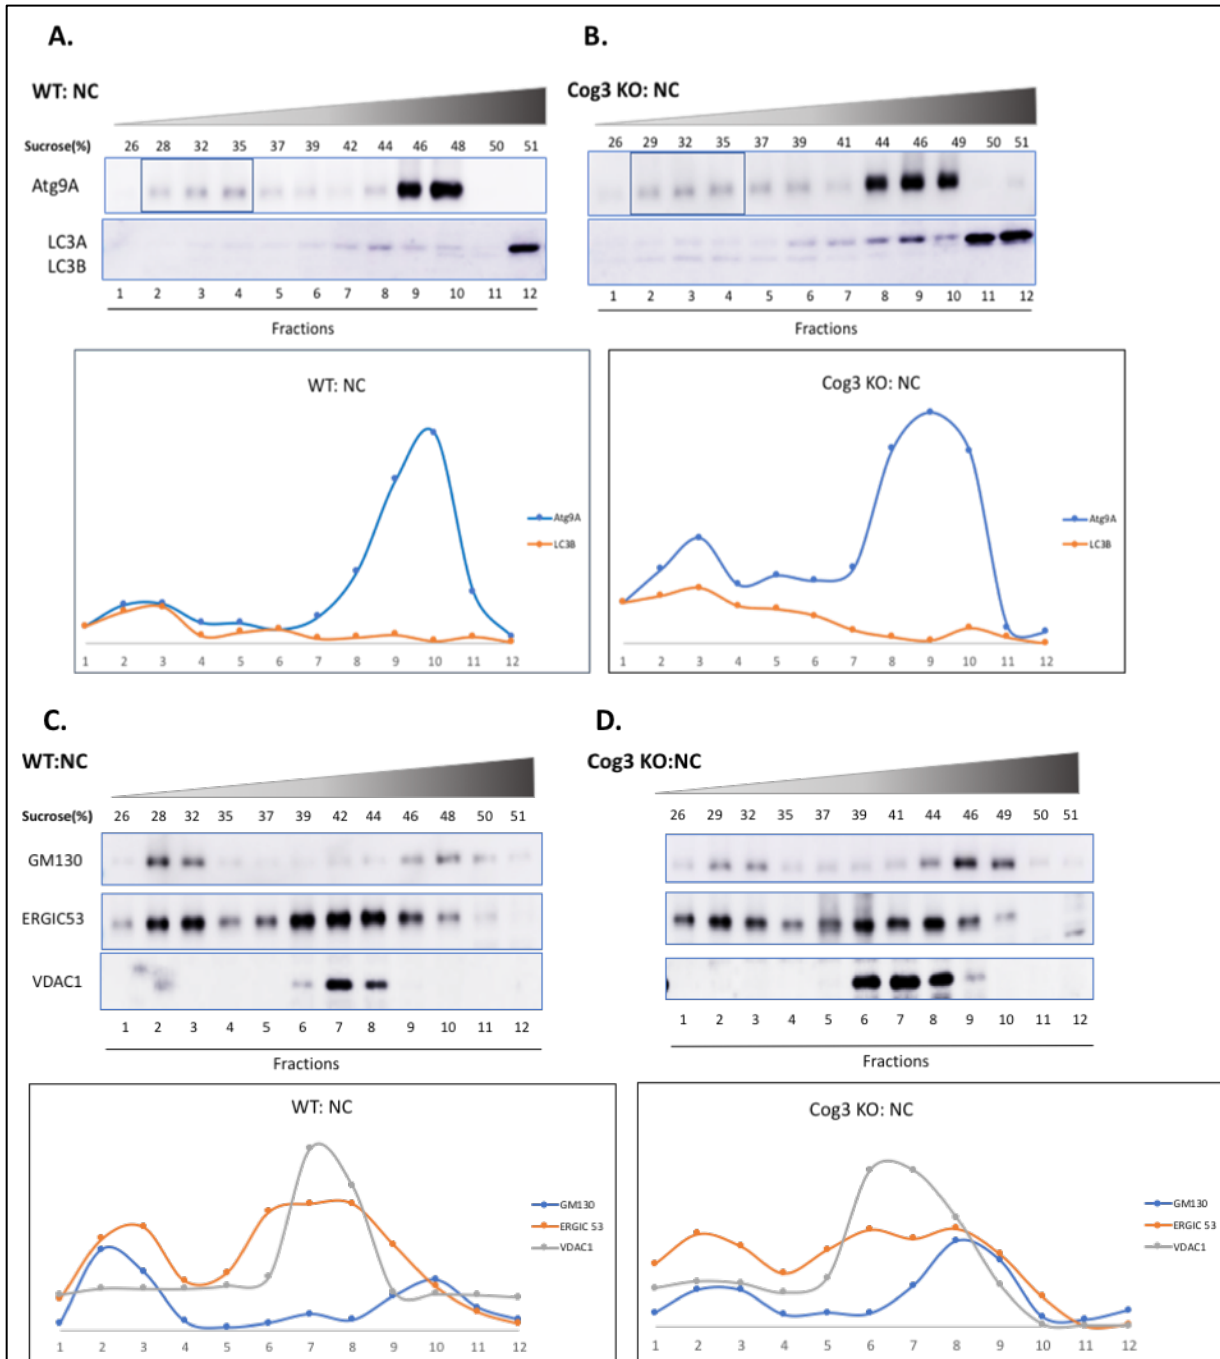 A.
WT: NC
Sucrose(%) 26 28 32 35 37 39 42 44 46 48 50 51
Atg9A
LC3A
LC3B
1 2 3 4 5 6 7 8 9 10 11 12
Fractions
B.
Cog3 KO: NC
26 29 32 35 37 39 41 44 46 49 50 51
1 2 3 4 5 6 7 8 9 10 11 12
Fractions
WT: NC
Atg9A
LC3B
1 2 3 4 5 6 7 8 9 10 11 12
Cog3 KO: NC
Atg9A
LC3B
1 2 3 4 5 6 7 8 9 10 11 12
C.
WT:NC
Sucrose(%) 26 28 32 35 37 39 42 44 46 48 50 51
GM130
ERGIC53
VDAC1
1 2 3 4 5 6 7 8 9 10 11 12
Fractions
D.
Cog3 KO:NC
26 29 32 35 37 39 41 44 46 49 50 51
1 2 3 4 5 6 7 8 9 10 11 12
Fractions
WT: NC
GM130
ERGIC 53
VDAC1
1 2 3 4 5 6 7 8 9 10 11 12
Cog3 KO: NC
GM130
ERGIC 53
VDAC1
1 2 3 4 5 6 7 8 9 10 11 12